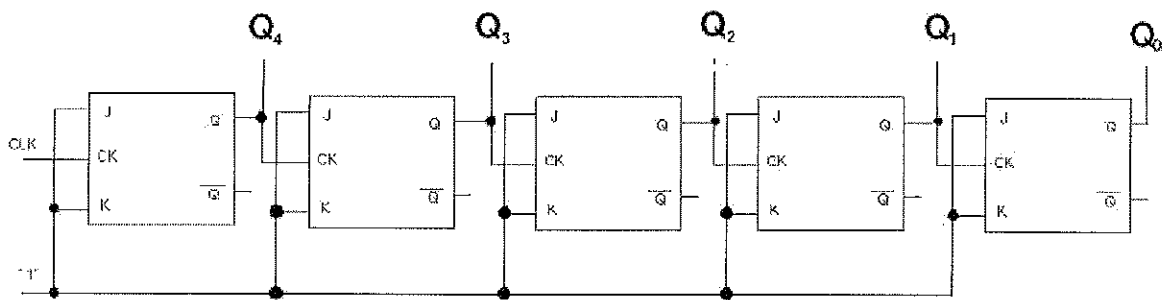 Q₄ Q₃ Q₂ Q₁ Q₀
J Q J Q J Q J Q J Q
CLK CK CK CK CK CK
K Q̅ K Q̅ K Q̅ K Q̅ K Q̅
"1"